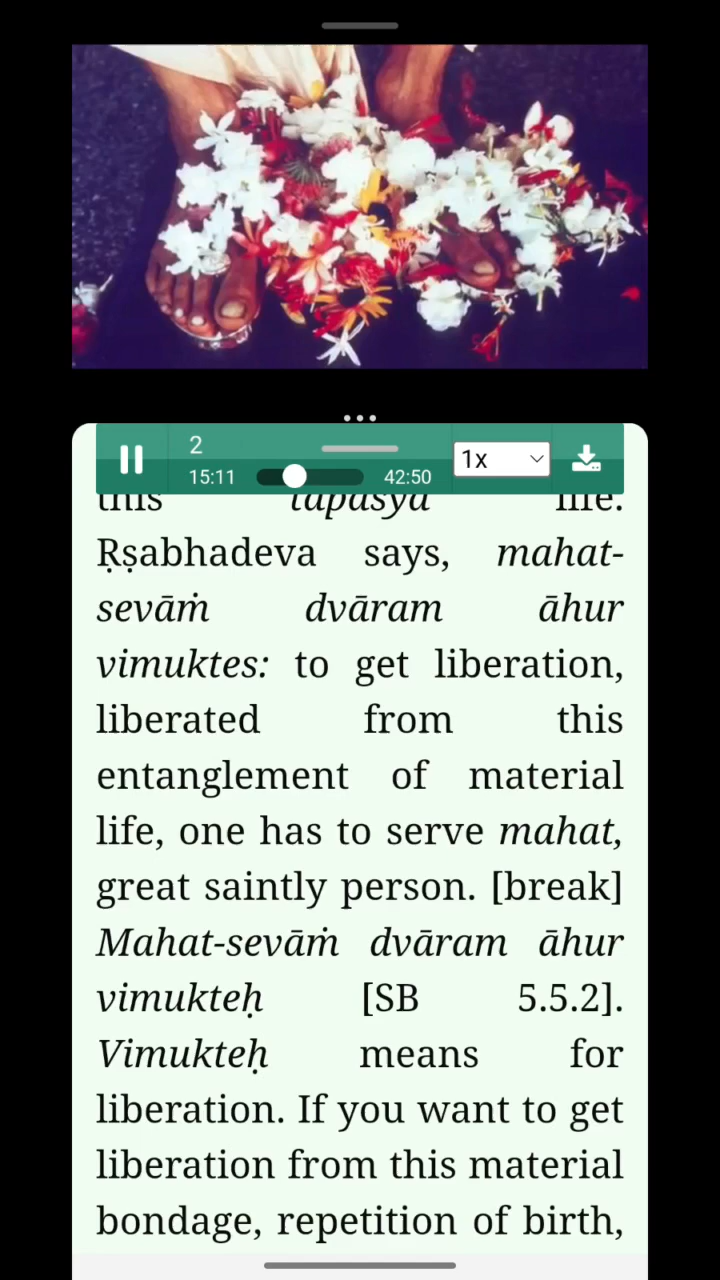 2
15:11
42:50
1x
this tapasya life.
Ṛṣabhadeva says, mahat-
sevāṁ dvāram āhur
vimuktes: to get liberation,
liberated from this
entanglement of material
life, one has to serve mahat,
great saintly person. [break]
Mahat-sevāṁ dvāram āhur
vimukteḥ [SB 5.5.2].
Vimukteḥ means for
liberation. If you want to get
liberation from this material
bondage, repetition of birth,